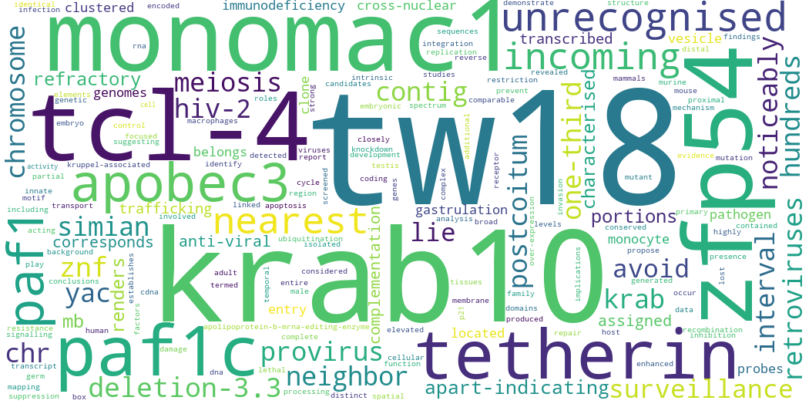 infection clustered encoded immunodeficiency cross-nuclear demonstrate structure
identical
monomac1 unrecognised
sequences transcribed vesicle findings
rna integration replication reverse distal
incoming
chromosome refractory meiosis studies revealed mammals murine mouse
elements genomes clone contig candidates intrinsic restriction prevent proximal
genetic hiv-2 strong embryonic spectrum comparable mechanism
tcl-4 tw18 zfp54
cell roles macrophages additional one-third characterised noticeably hundreds
embryo control focused suggesting closely viruses report knockdown development
belongs detected identify complex receptor mutant evidence mutation
kruppel-associated testis
activity partial apobec3 cycle coding genes screened invasion
innate motif region
transport linked apoptosis gastrulation levels conserved primary pathogen
including trafficking broad analysis portions propose contained
acting involved ubiquitination isolated
paf1 simian nearest lie postcoitum over-expression monocyte highly
play background corresponds anti-viral complementation presence
conclusions znf establishes adult considered membrane tissues avoid generated occur lost interval retroviruses
yac renders termed entire temporal p21 family implications krab data
cdna male domains
krab10
mb factors entry produced assigned recombination
resistance human apolipoprotein-b-mrna-editing-enzyme elevated located repair host inhibition
signalling complete
chr paf1c provirus tetherin probes
transcript damage cellular function enhanced
germ dna lethal neighbor
mapping deletion-3.3 processing apart-indicating surveillance
suppression box distinct spatial